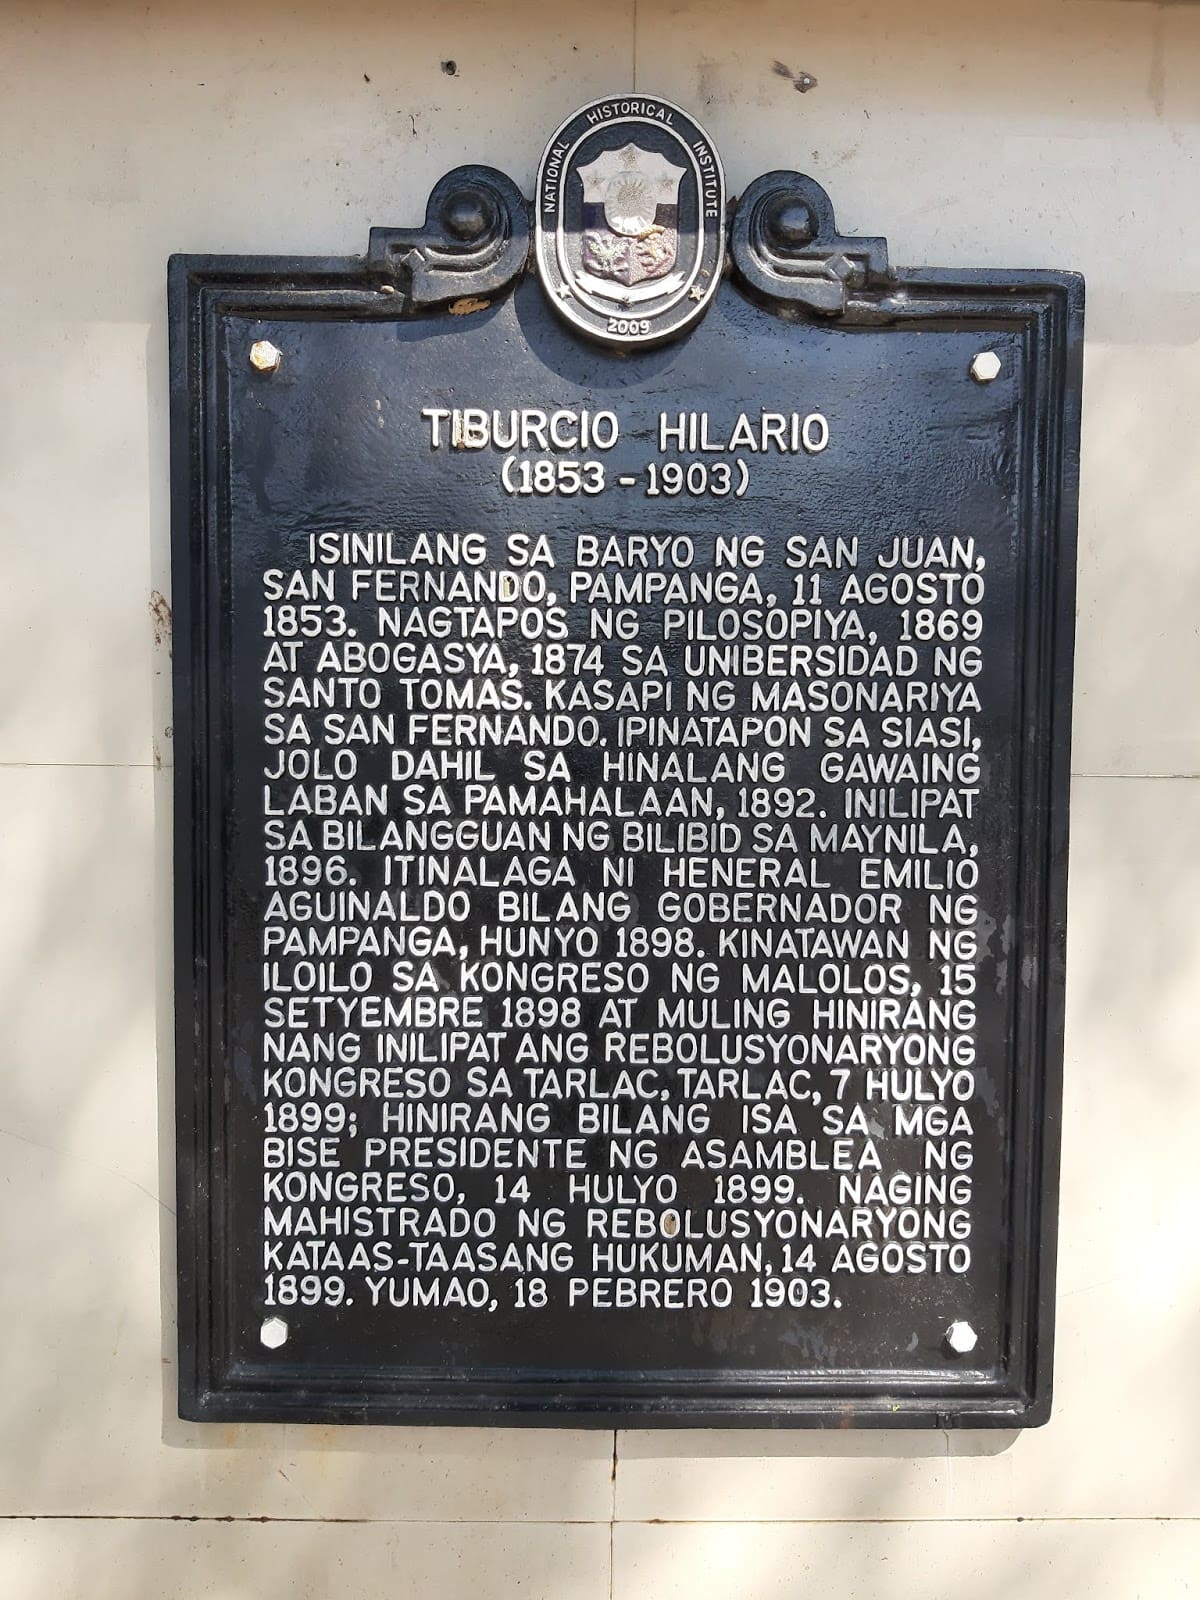 NATIONAL HISTORICAL INSTITUTE
2009
TIBURCIO HILARIO
(1853 - 1903)
ISINILANG SA BARYO NG SAN JUAN,
SAN FERNANDO, PAMPANGA, 11 AGOSTO
1853. NAGTAPOS NG PILOSOPIYA, 1869
AT ABOGASYA, 1874 SA UNIBERSIDAD NG
SANTO TOMAS. KASAPI NG MASONARIYA
SA SAN FERNANDO. IPINATAPON SA SIASI,
JOLO DAHIL SA HINALANG GAWAING
LABAN SA PAMAHALAAN, 1892. INILIPAT
SA BILANGGUAN NG BILIBID SA MAYNILA,
1896. ITINALAGA NI HENERAL EMILIO
AGUINALDO BILANG GOBERNADOR NG
PAMPANGA, HUNYO 1898. KINATAWAN NG
ILOILO SA KONGRESO NG MALOLOS, 15
SETYEMBRE 1898 AT MULING HINIRANG
NANG INILIPAT ANG REBOLUSYONARYONG
KONGRESO SA TARLAC, TARLAC, 7 HULYO
1899; HINIRANG BILANG ISA SA MGA
BISE PRESIDENTE NG ASAMBLEA NG
KONGRESO, 14 HULYO 1899. NAGING
MAHISTRADO NG REBOLUSYONARYONG
KATAAS-TAASANG HUKUMAN, 14 AGOSTO
1899. YUMAO, 18 PEBRERO 1903.